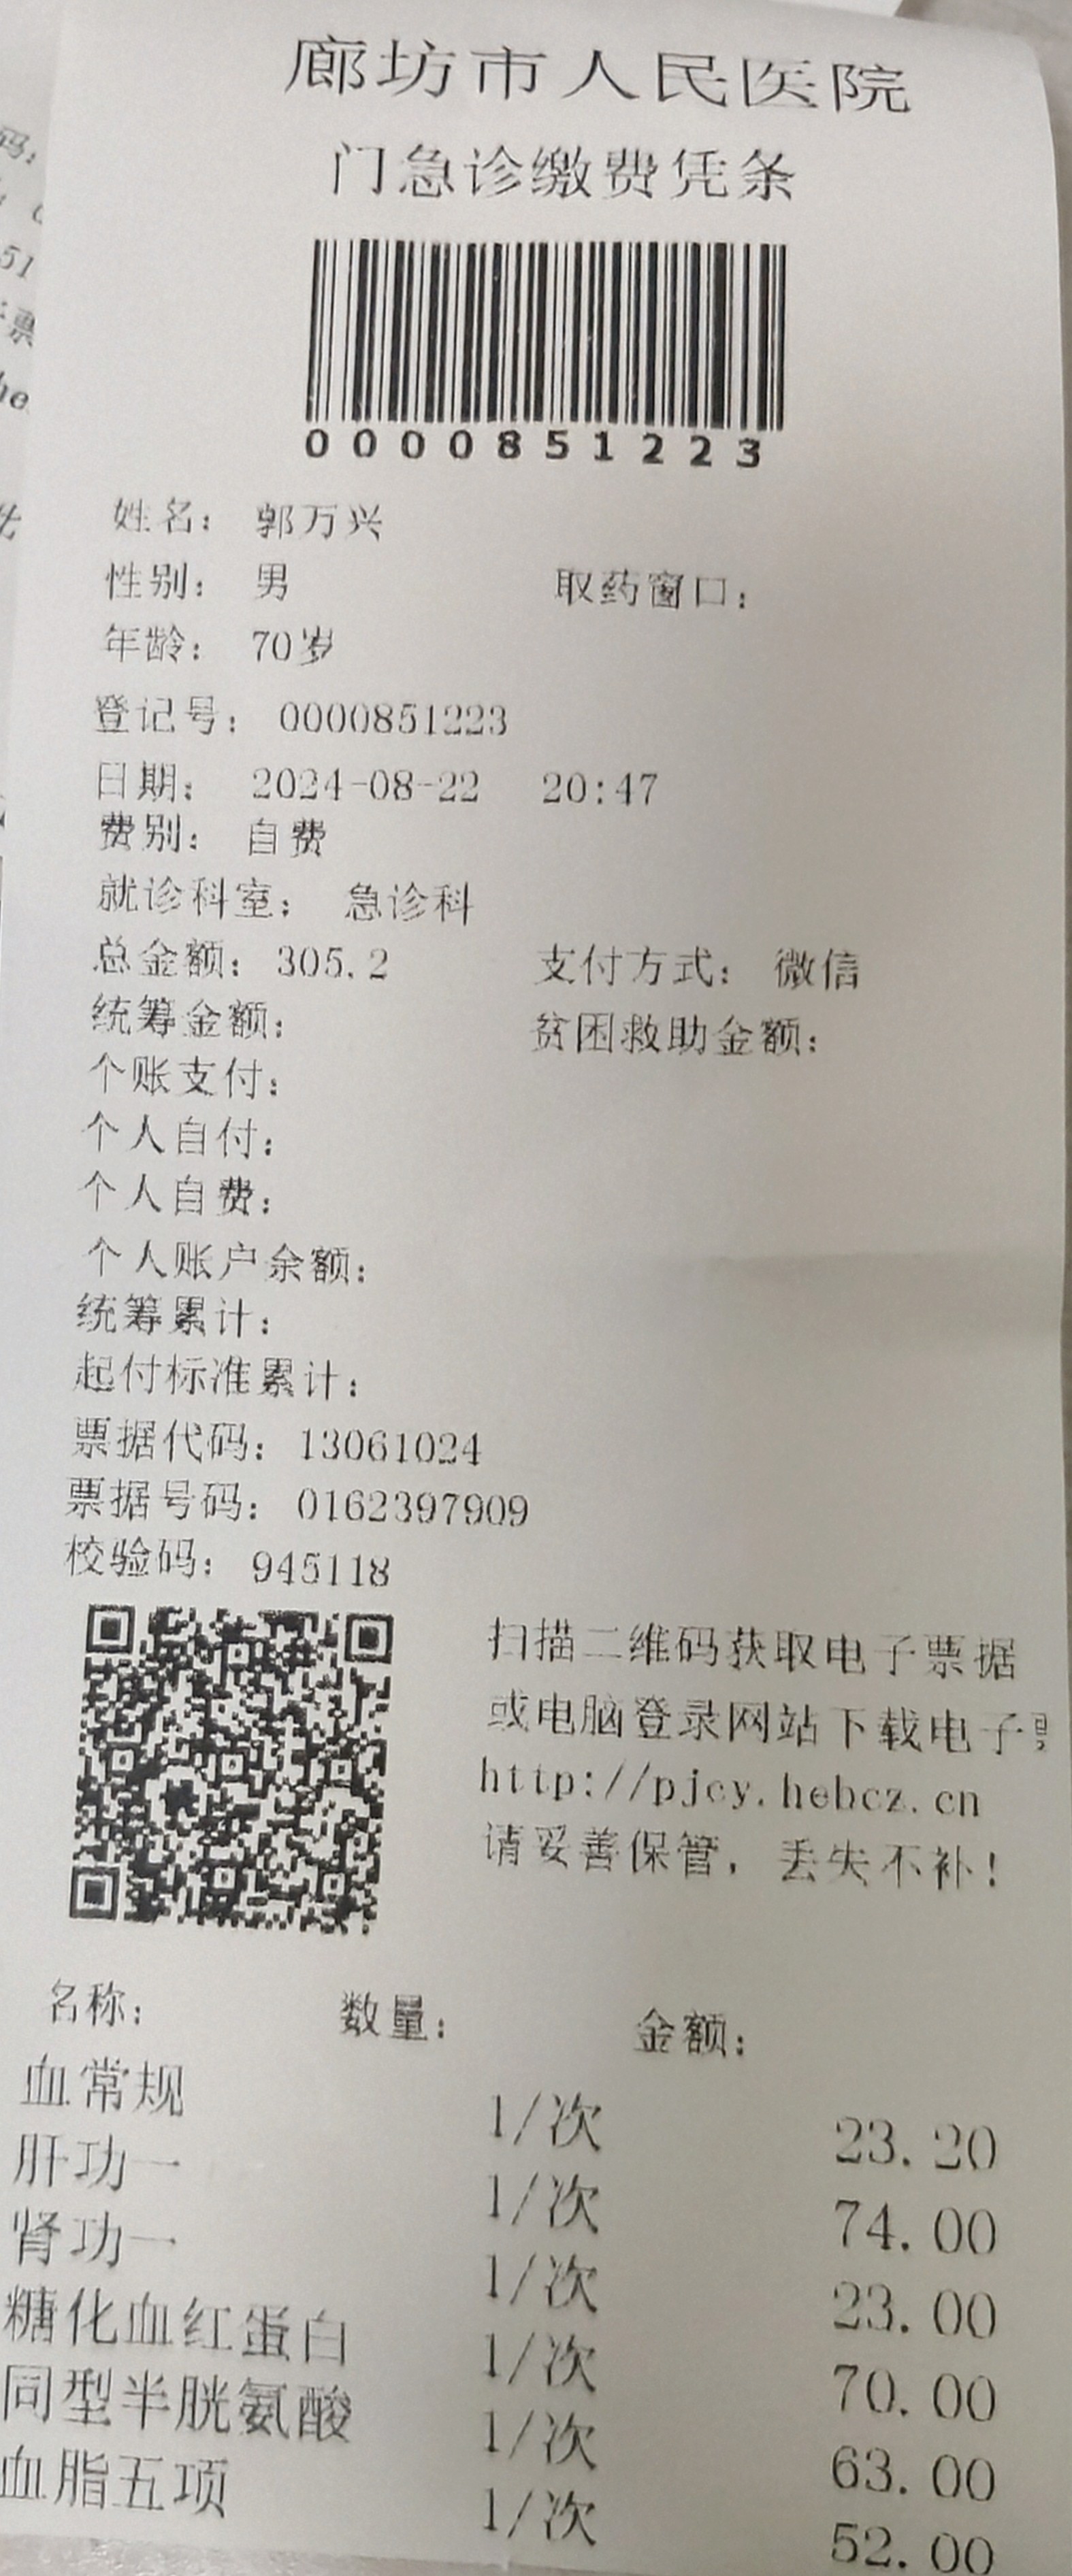 廊坊市人民医院
门急诊缴费凭条
0000851223
姓名： 郭万兴
性别： 男 取药窗口：
年龄： 70岁
登记号： 0000851223
日期： 2024-08-22 20:47
费别： 自费
就诊科室： 急诊科
总金额：305.2 支付方式： 微信
统筹金额： 贫困救助金额：
个账支付：
个人自付：
个人自费：
个人账户余额：
统筹累计：
起付标准累计：
票据代码：13061024
票据号码：0162397909
校验码：945118
扫描二维码获取电子票据
或电脑登录网站下载电子
http://pjcy.hebcz.cn
请妥善保管，丢失不补！
名称： 数量： 金额：
血常规 1/次 23.20
肝功一 1/次 74.00
肾功一 1/次 23.00
糖化血红蛋白 1/次 70.00
同型半胱氨酸 1/次 63.00
血脂五项 1/次 52.00